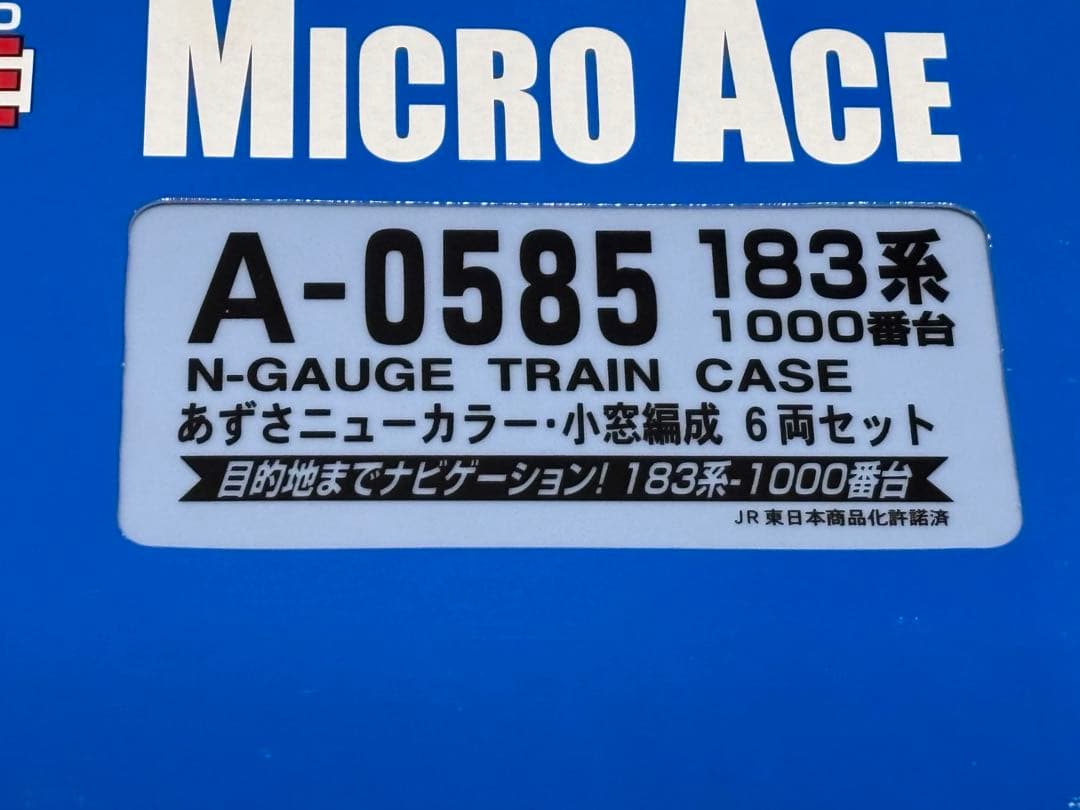 MICRO ACE
A-0585 183系
1000番台
N-GAUGE TRAIN CASE
あずさニューカラー・小窓編成 6両セット
目的地までナビゲーション! 183系-1000番台
JR東日本商品化許諾済